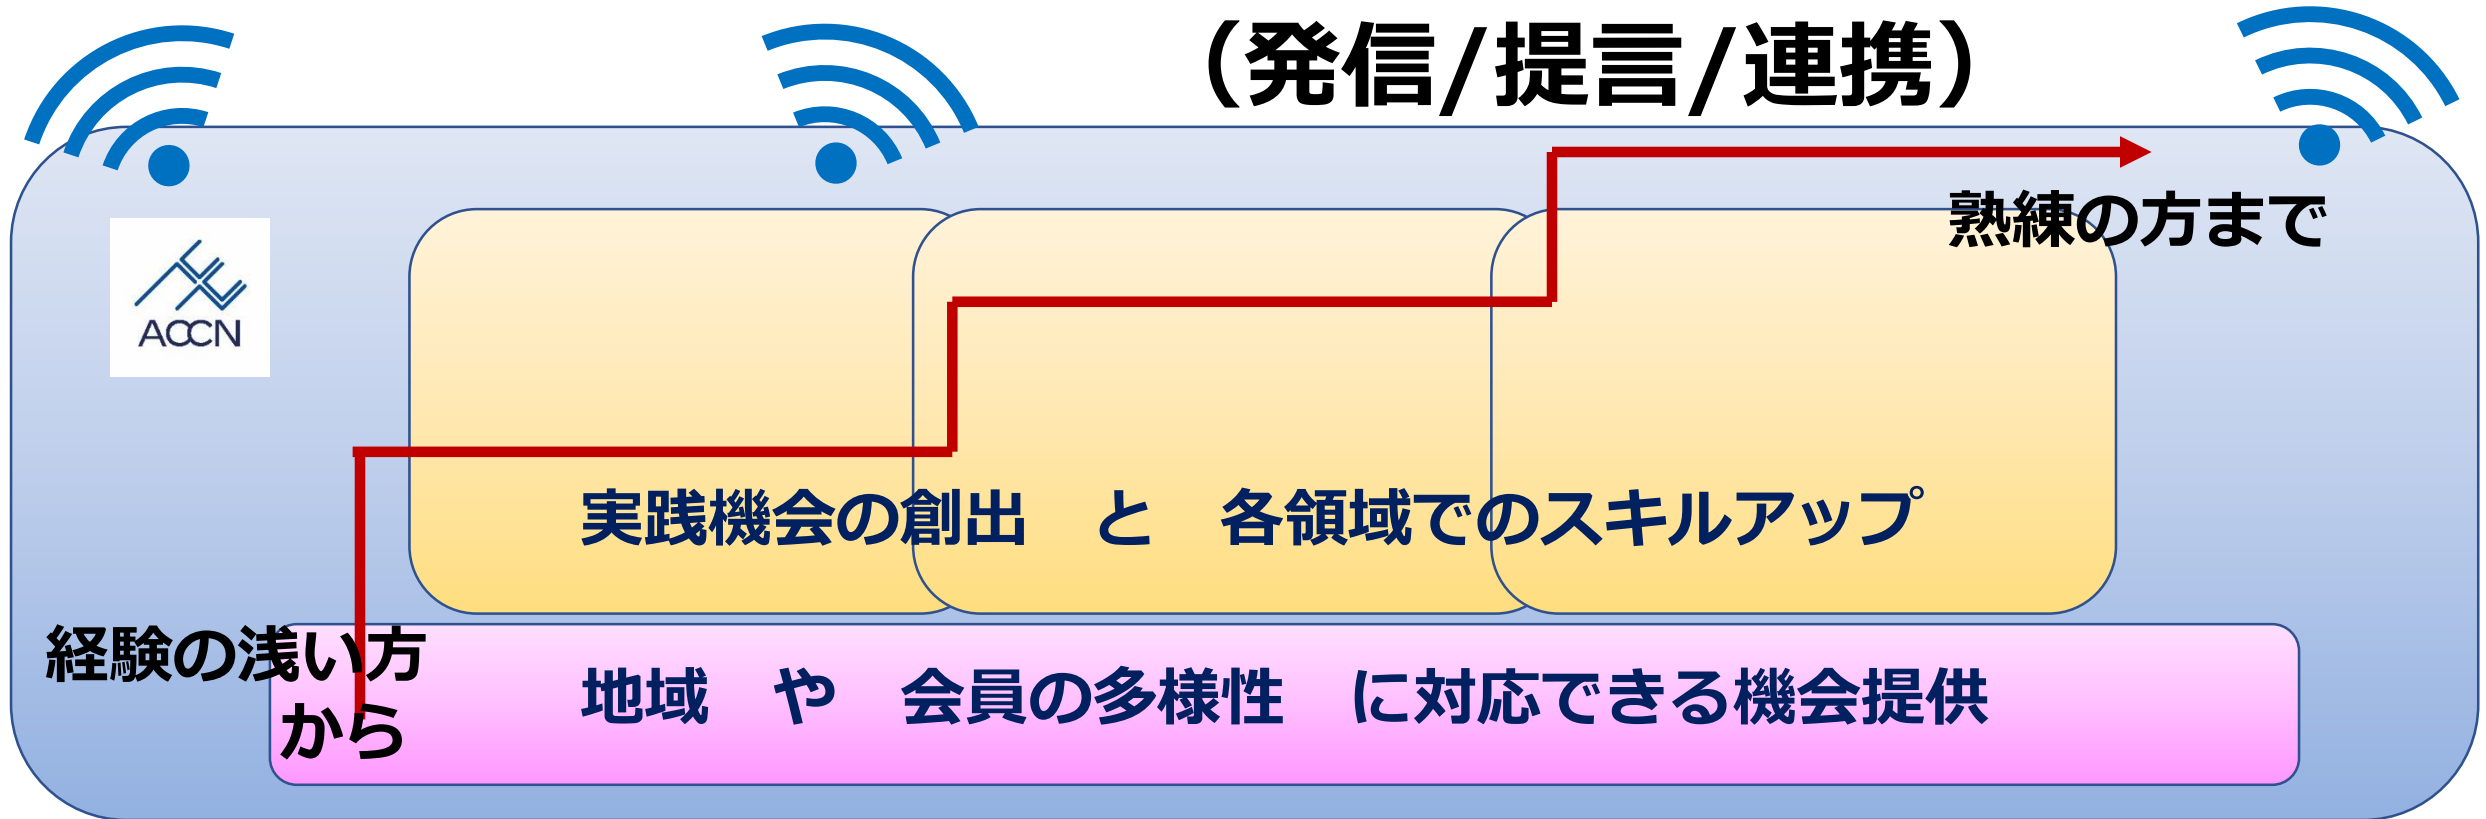 （発信/提言/連携）
熟練の方まで
ACCN
実践機会の創出　と　各領域でのスキルアップ
経験の浅い方
から
地域　や　会員の多様性　に対応できる機会提供